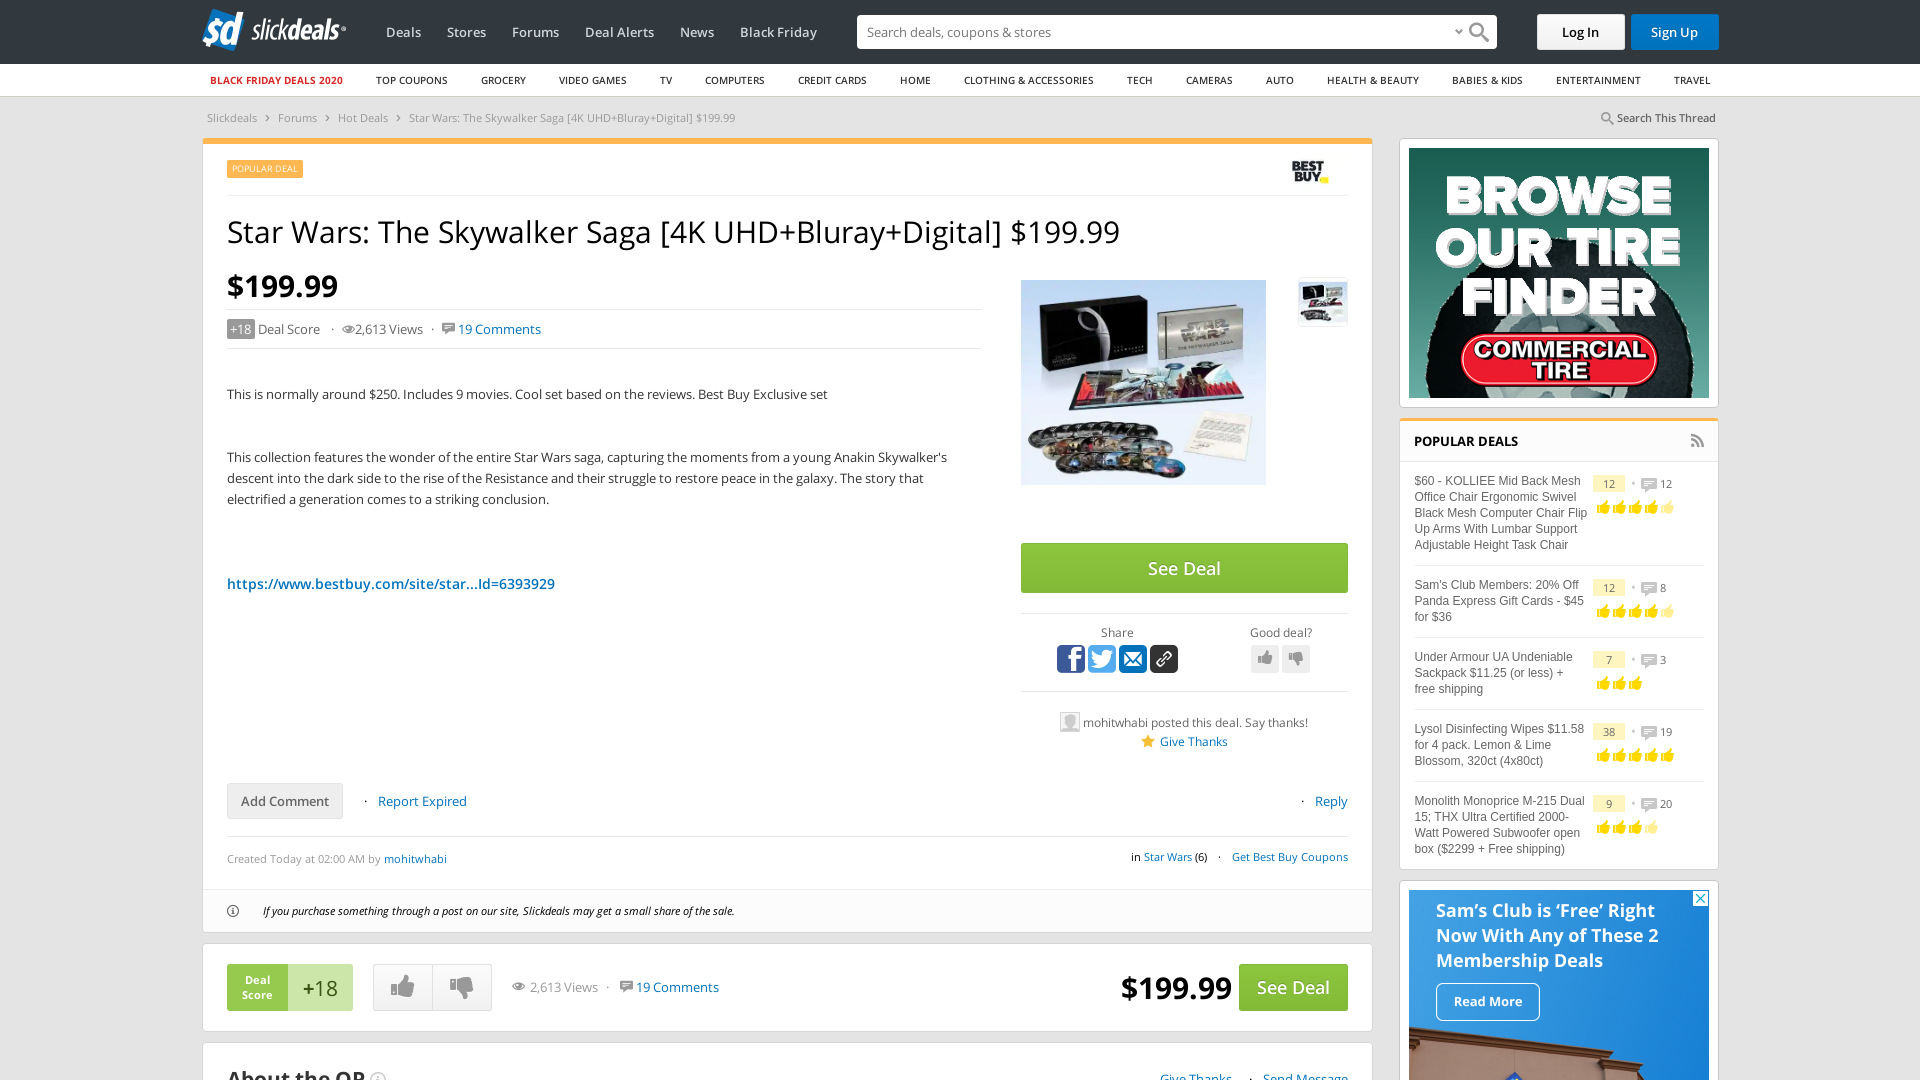 sd slickdeals
Deals Stores Forums Deal Alerts News Black Friday
Search deals, coupons & scores
Log In
Sign Up
BLACK FRIDAY DEALS 2020 TOP COUPONS GROCERY VIDEO GAMES TV COMPUTERS CREDIT CARDS HOME CLOTHING & ACCESSORIES TECH CAMERAS AUTO HEALTH & BEAUTY BABIES & KIDS ENTERTAINMENT TRAVEL
Slickdeals > Forums > Hot Deals > Star Wars: The Skywalker Saga [4K UHD+Bluray+Digital] $199.99
Search This Thread
POPULAR DEAL
BEST
BUY
Star Wars: The Skywalker Saga [4K UHD+Bluray+Digital] $199.99
$199.99
+18 Deal Score · 2,613 Views · 19 Comments
This is normally around $250. Includes 9 movies. Cool set based on the reviews. Best Buy Exclusive set
This collection features the wonder of the entire Star Wars saga, capturing the moments from a young Anakin Skywalker's
descent into the dark side to the rise of the Resistance and their struggle to restore peace in the galaxy. The story that
electrified a generation comes to a striking conclusion.
https://www.bestbuy.com/site/star...Id=6393929
STAR
WARS
THE SKYWALKER SAGA
See Deal
Share
Good deal?
mohitwhabi posted this deal. Say thanks!
Give Thanks
Add Comment · Report Expired
· Reply
Created Today at 02:00 AM by mohitwhabi
in Star Wars (6) · Get Best Buy Coupons
If you purchase something through a post on our site, Slickdeals may get a small share of the sale.
Deal
Score
+18
2,613 Views · 19 Comments
$199.99
See Deal
About the OP
Give Thanks · Send Message
BROWSE
OUR TIRE
FINDER
COMMERCIAL
TIRE
POPULAR DEALS
$60 - KOLLIEE Mid Back Mesh
Office Chair Ergonomic Swivel
Black Mesh Computer Chair Flip
Up Arms With Lumbar Support
Adjustable Height Task Chair
12 • 12
Sam's Club Members: 20% Off
Panda Express Gift Cards - $45
for $36
12 • 8
Under Armour UA Undeniable
Sackpack $11.25 (or less) +
free shipping
7 • 3
Lysol Disinfecting Wipes $11.58
for 4 pack. Lemon & Lime
Blossom, 320ct (4x80ct)
38 • 19
Monolith Monoprice M-215 Dual
15; THX Ultra Certified 2000-
Watt Powered Subwoofer open
box ($2299 + Free shipping)
9 • 20
Sam's Club is ‘Free’ Right
Now With Any of These 2
Membership Deals
Read More